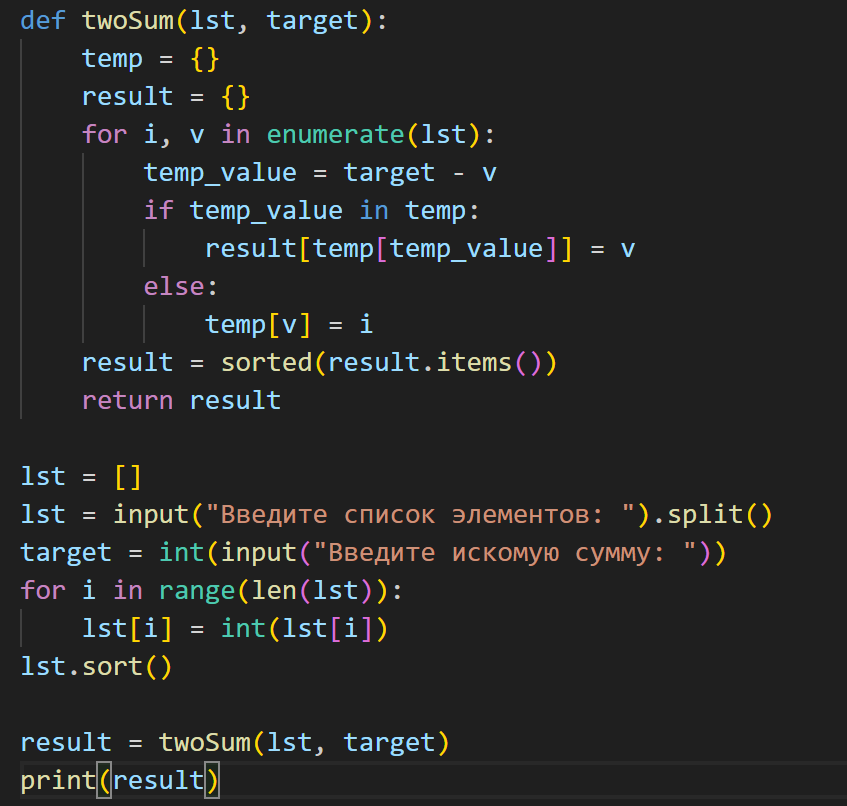 def twoSum(lst, target):
    temp = {}
    result = {}
    for i, v in enumerate(lst):
        temp_value = target - v
        if temp_value in temp:
            result[temp[temp_value]] = v
        else:
            temp[v] = i
    result = sorted(result.items())
    return result

lst = []
lst = input("Введите список элементов: ").split()
target = int(input("Введите искомую сумму: "))
for i in range(len(lst)):
    lst[i] = int(lst[i])
lst.sort()

result = twoSum(lst, target)
print(result)